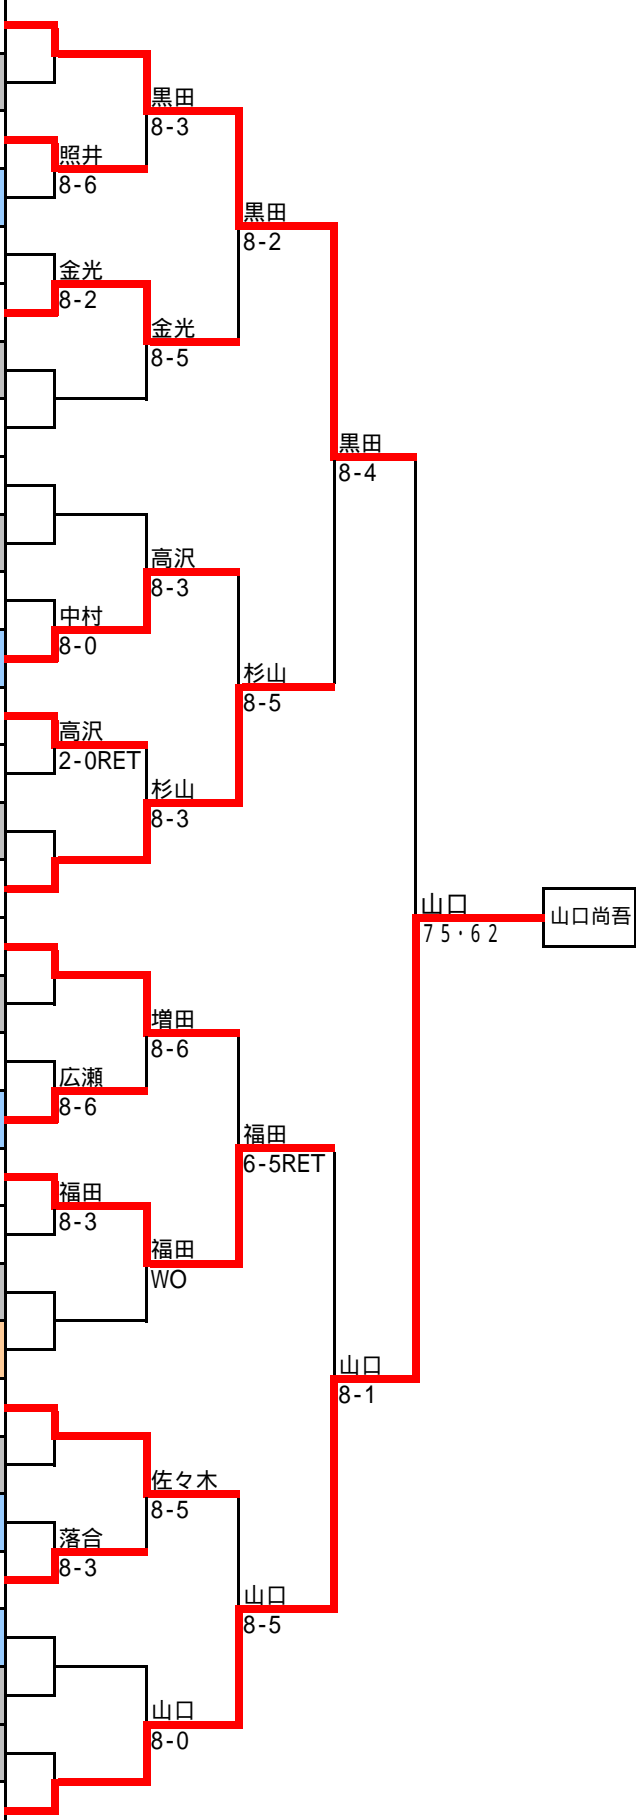 黒田
8-3
照井
8-6
黒田
8-2
金光
8-2
金光
8-5
黒田
8-4
高沢
8-3
中村
8-0
杉山
8-5
高沢
2-0RET
杉山
8-3
山口
75・62
山口尚吾
増田
8-6
広瀬
8-6
福田
6-5RET
福田
8-3
福田
WO
山口
8-1
佐々木
8-5
落合
8-3
山口
8-5
山口
8-0